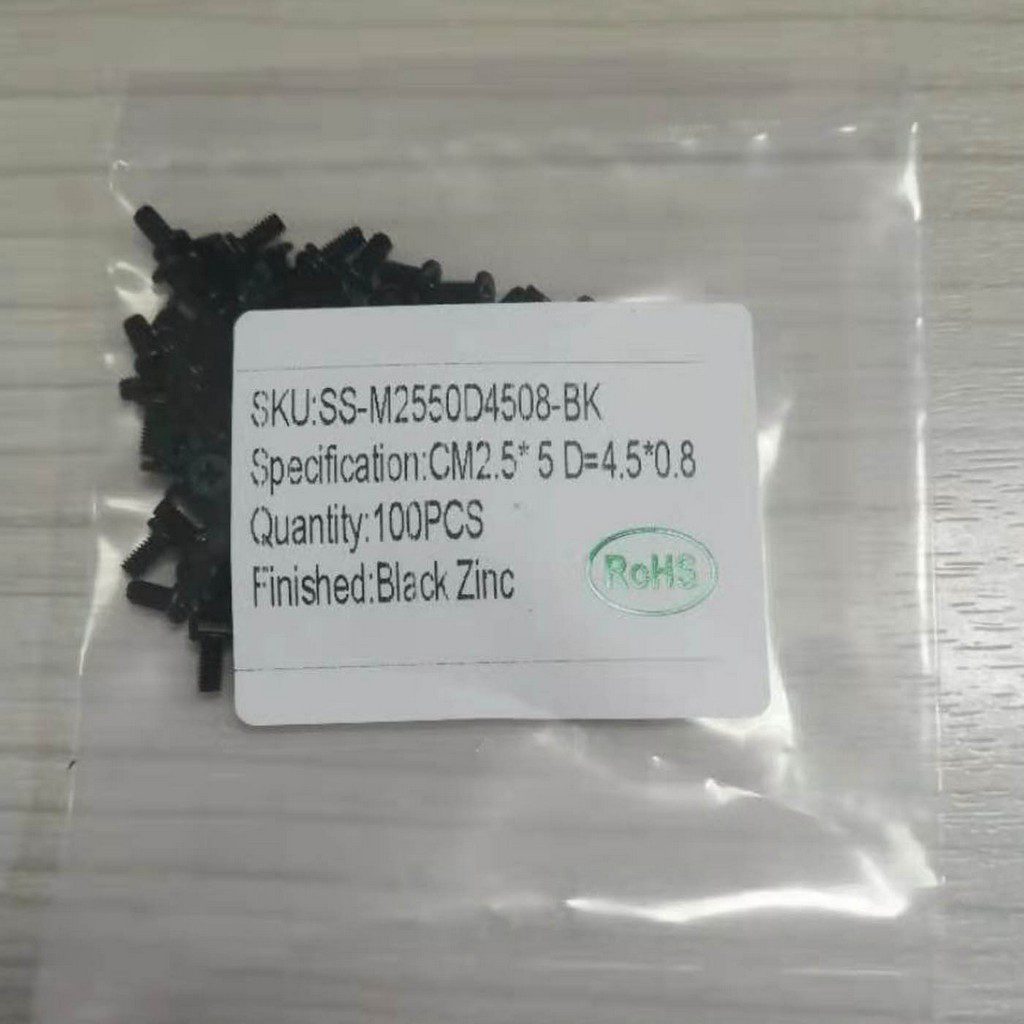 SKU:SS-M2550D4508-BK
Specification:CM2.5* 5 D=4.5*0.8
Quantity:100PCS
Finished:Black Zinc
RoHS